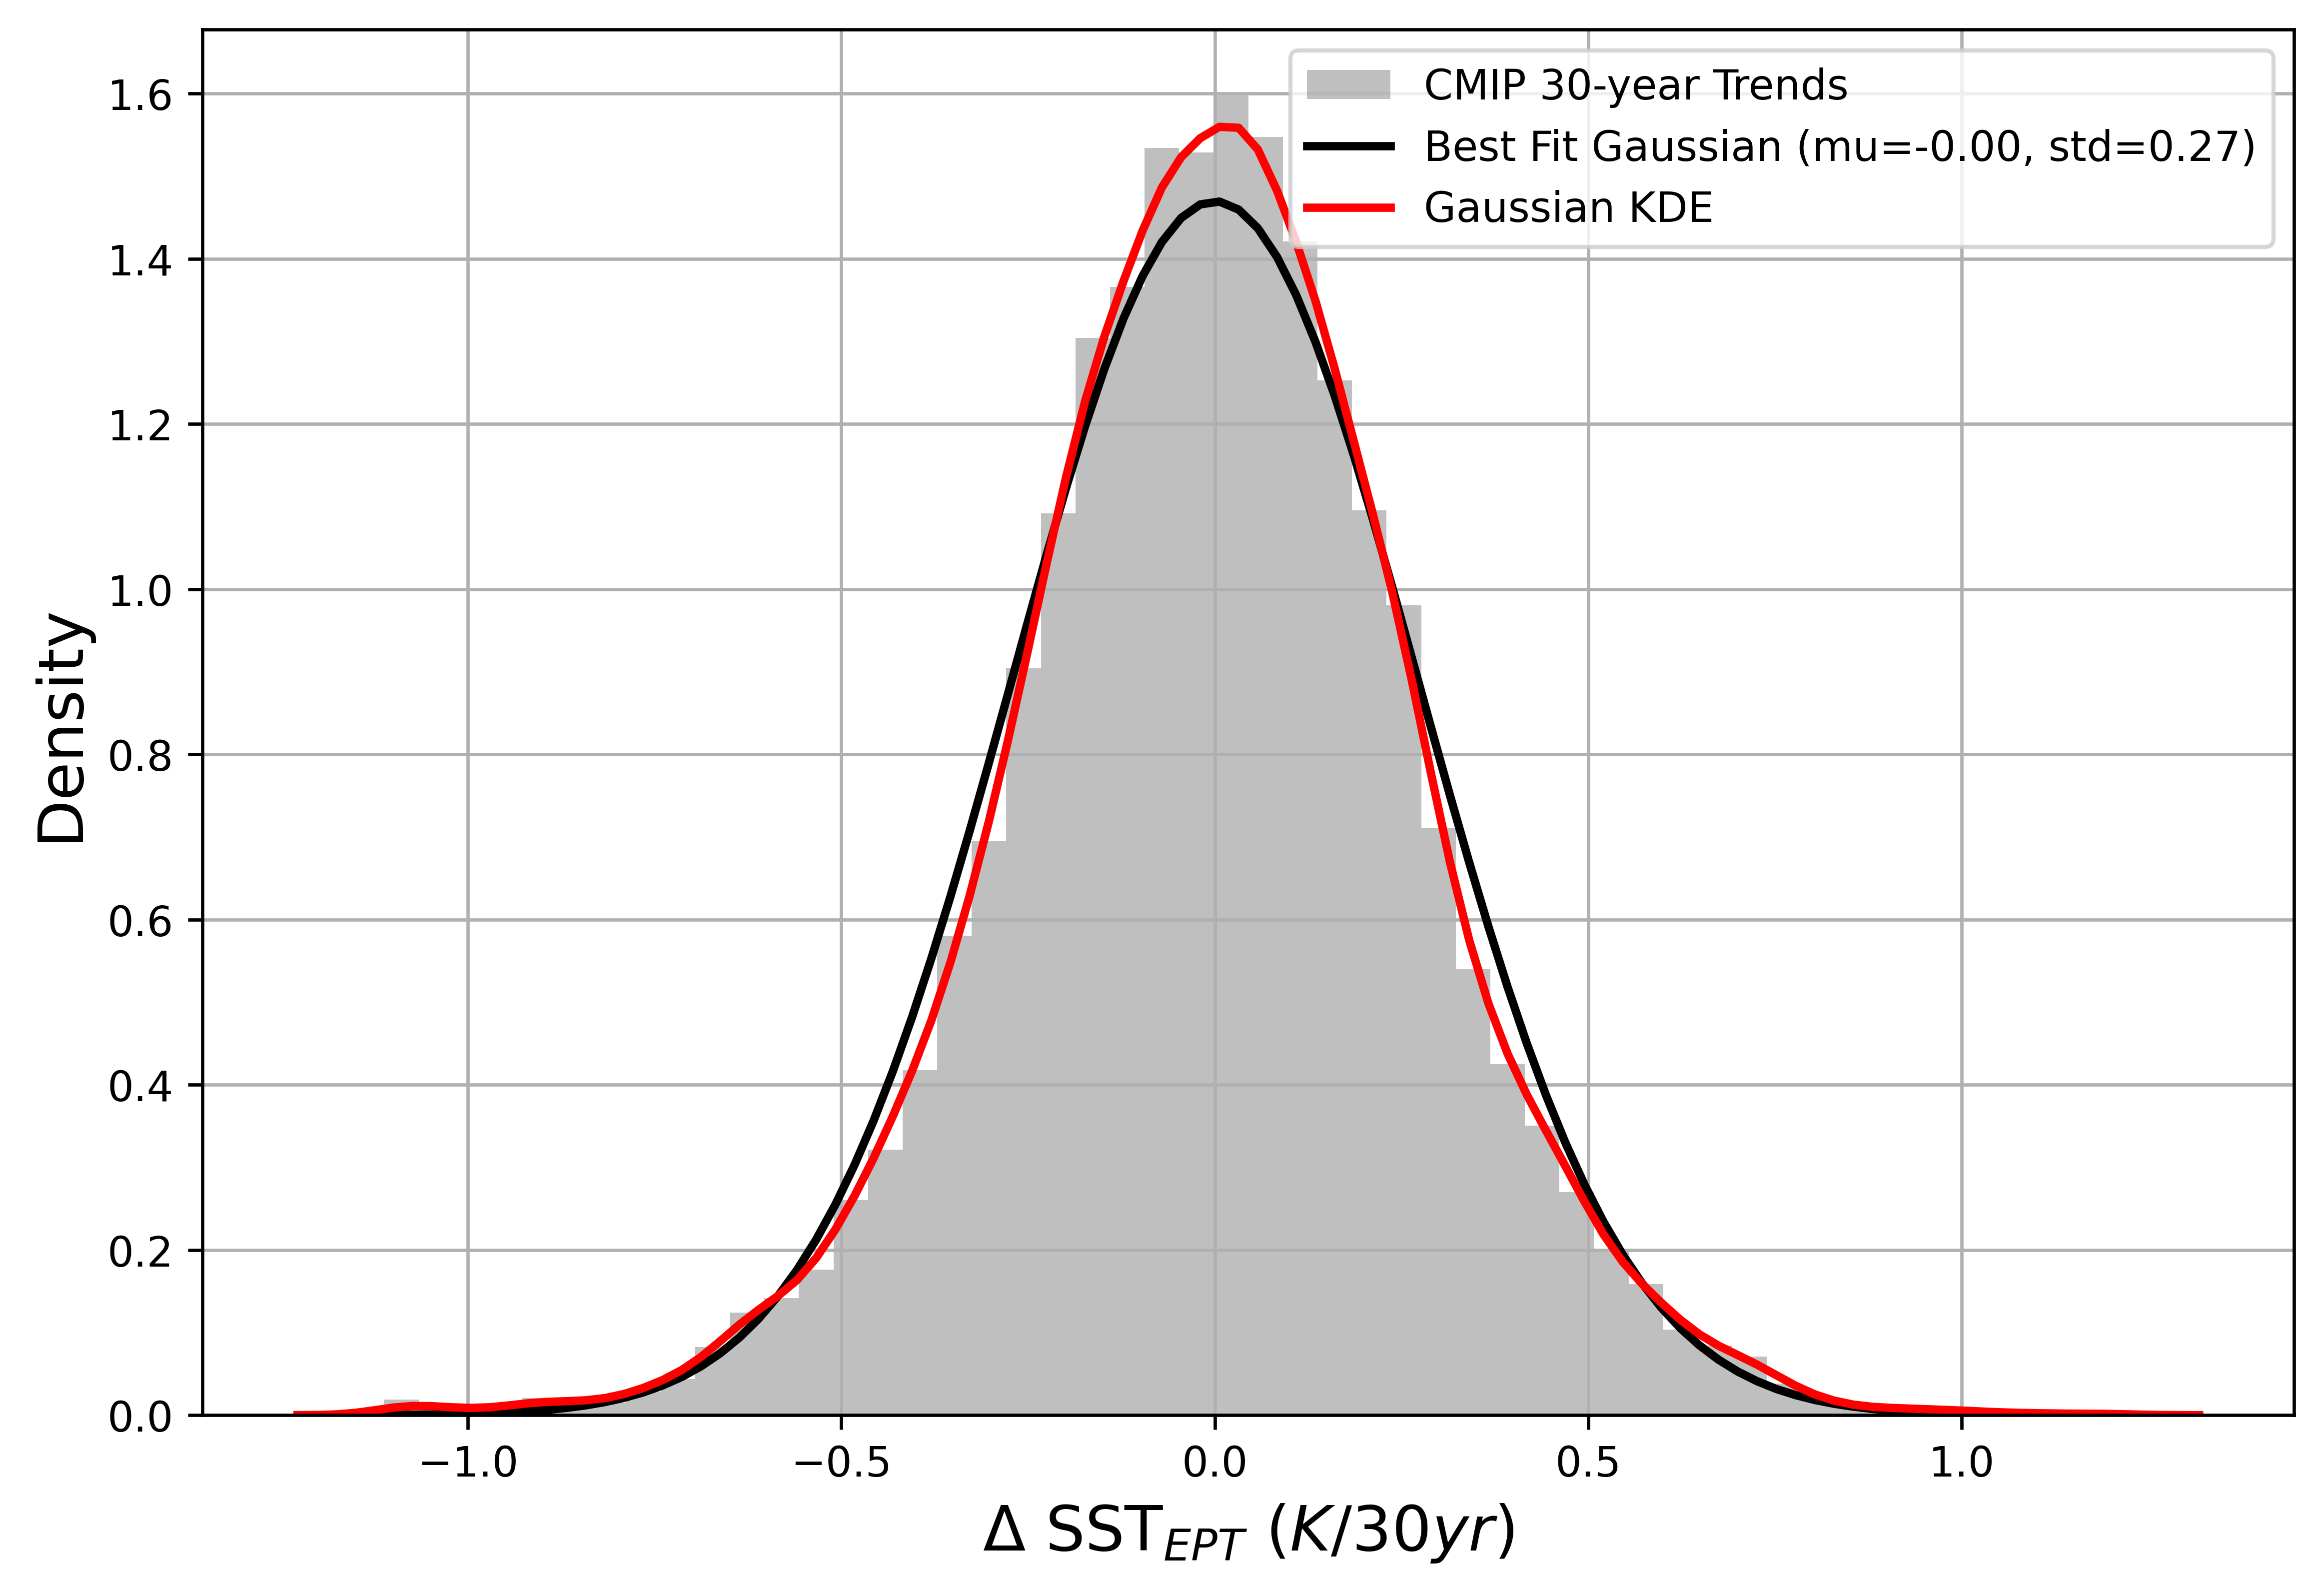 CMIP 30-year Trends
Best Fit Gaussian (mu=-0.00, std=0.27)
Gaussian KDE
1.6
1.4
1.2
1.0
0.8
0.6
0.4
0.2
0.0
Density
−1.0 −0.5 0.0 0.5 1.0
Δ SST_EPT (K/30yr)